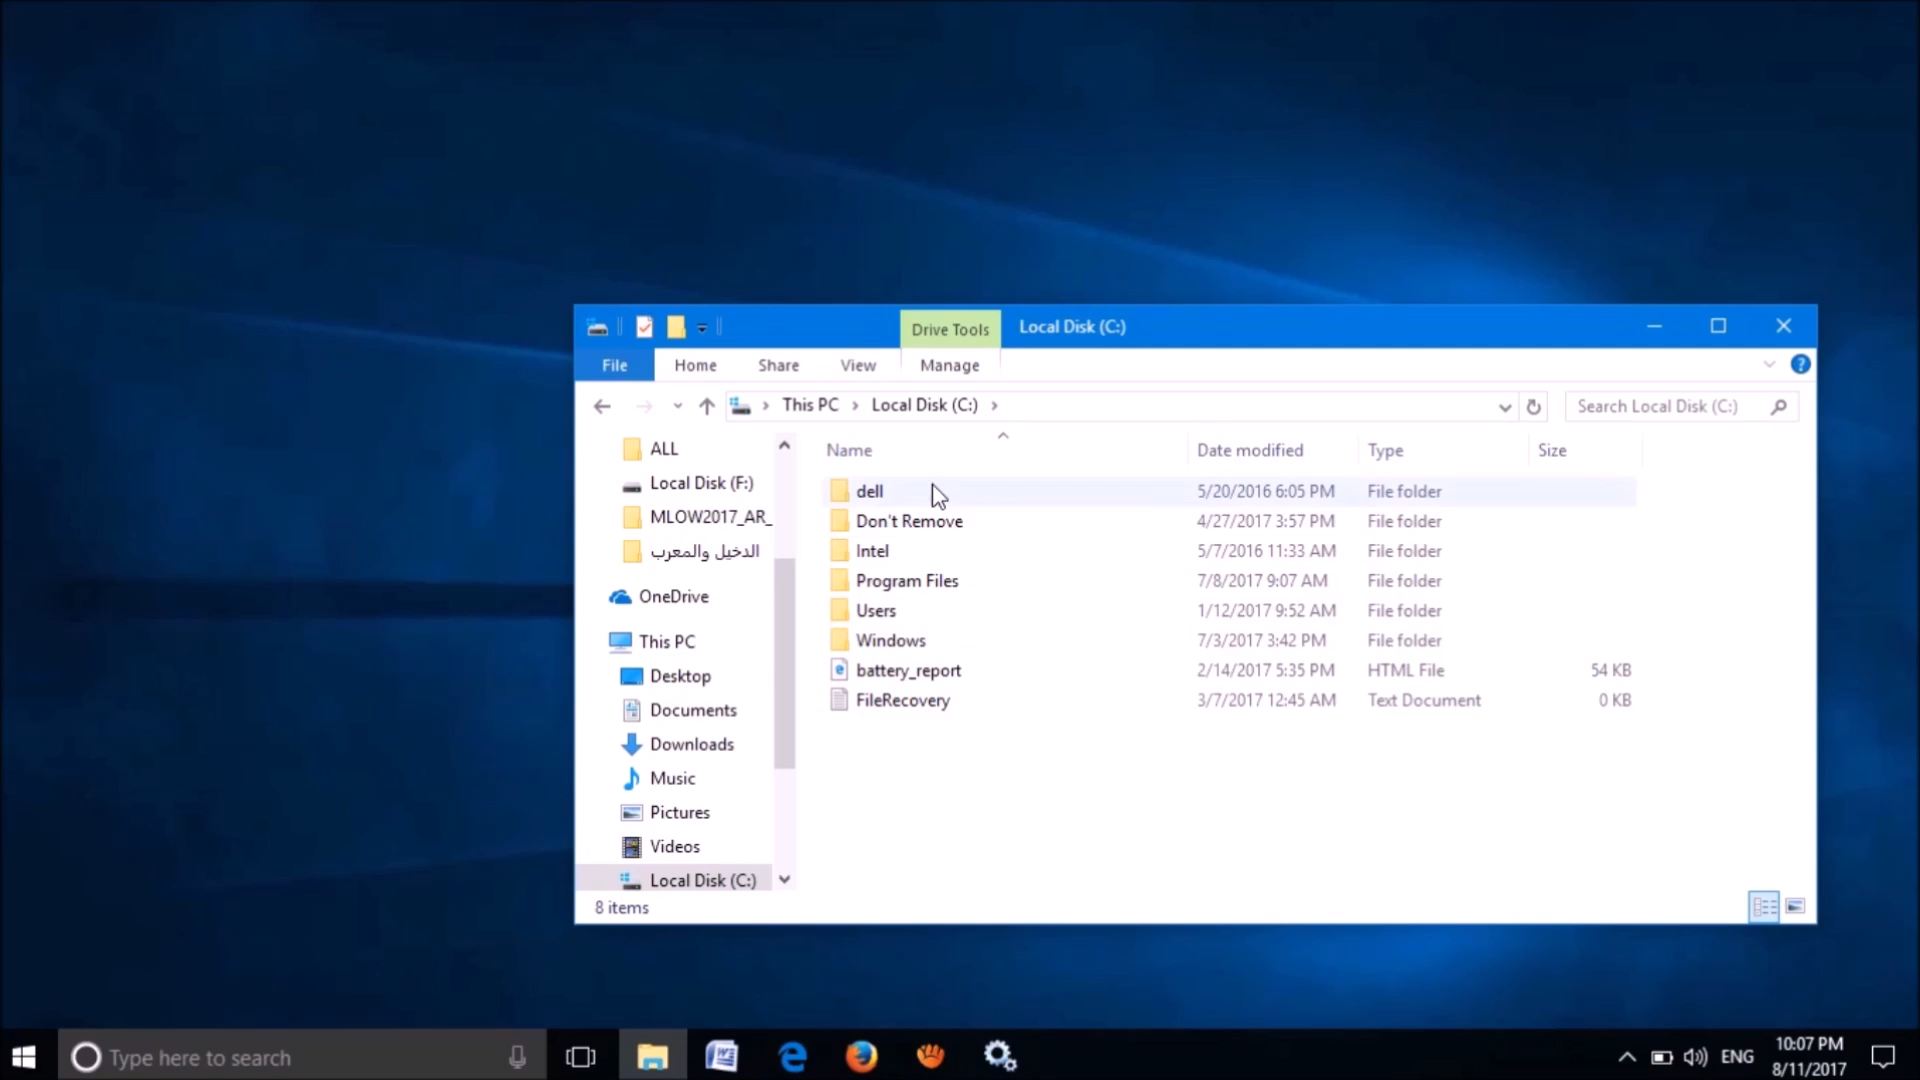 Drive Tools
Local Disk (C:)
File
Home
Share
View
Manage
This PC
Local Disk (C:)
Search Local Disk (C:)
ALL
Local Disk (F:)
MLOW2017_AR_
الدخيل والمعرب
OneDrive
This PC
Desktop
Documents
Downloads
Music
Pictures
Videos
Local Disk (C:)
Name Date modified Type Size
dell 5/20/2016 6:05 PM File folder
Don't Remove 4/27/2017 3:57 PM File folder
Intel 5/7/2016 11:33 AM File folder
Program Files 7/8/2017 9:07 AM File folder
Users 1/12/2017 9:52 AM File folder
Windows 7/3/2017 3:42 PM File folder
battery_report 2/14/2017 5:35 PM HTML File 54 KB
FileRecovery 3/7/2017 12:45 AM Text Document 0 KB
8 items
Type here to search
ENG
10:07 PM
8/11/2017